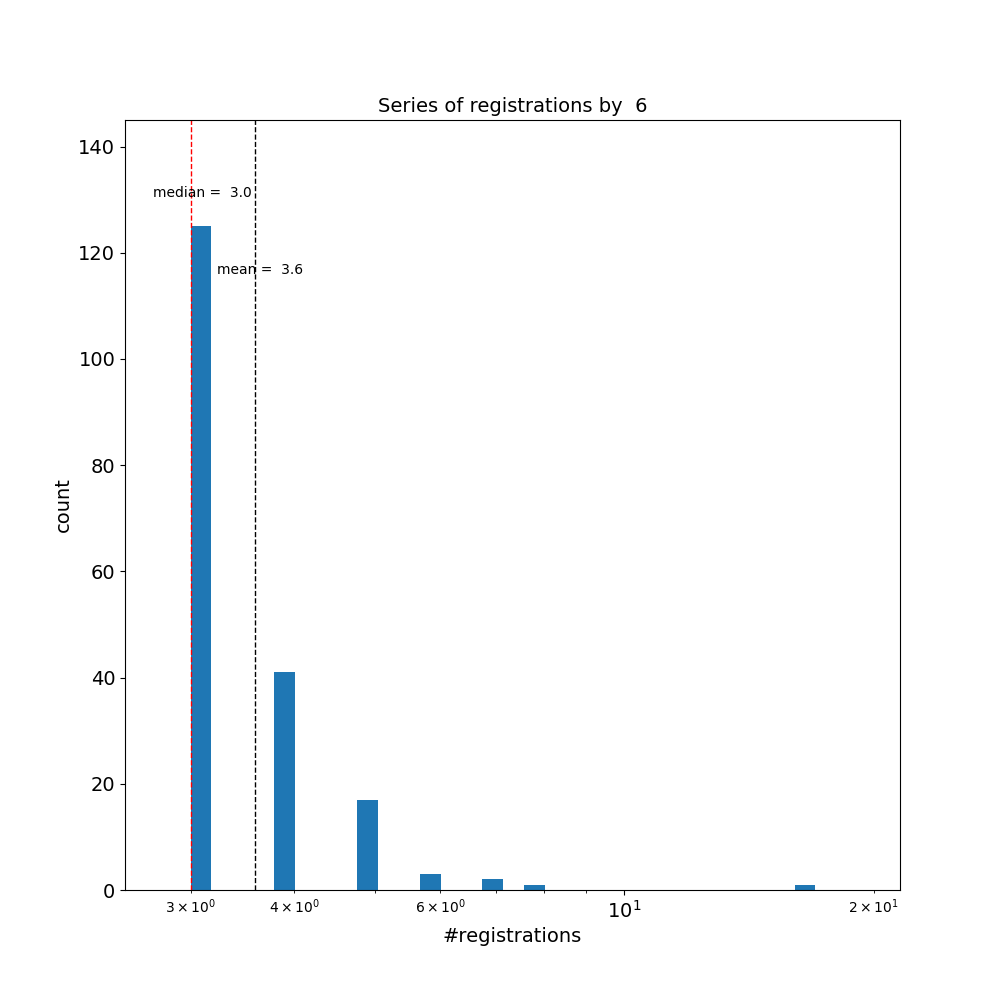 Series of registrations by  6
140
median =  3.0
120
mean =  3.6
100
80
count
60
40
20
0
3 × 10⁰
4 × 10⁰
6 × 10⁰
10¹
2 × 10¹
#registrations